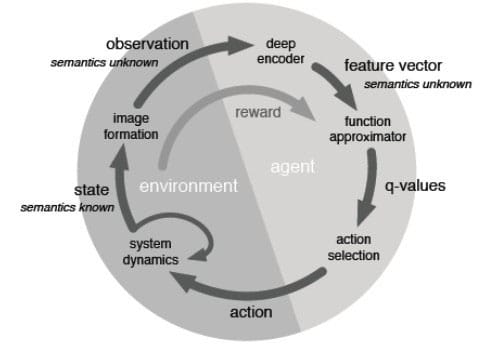 observation
semantics unknown
deep
encoder
feature vector
semantics unknown
image
formation
reward
function
approximator
environment
agent
state
semantics known
q-values
system
dynamics
action
selection
action